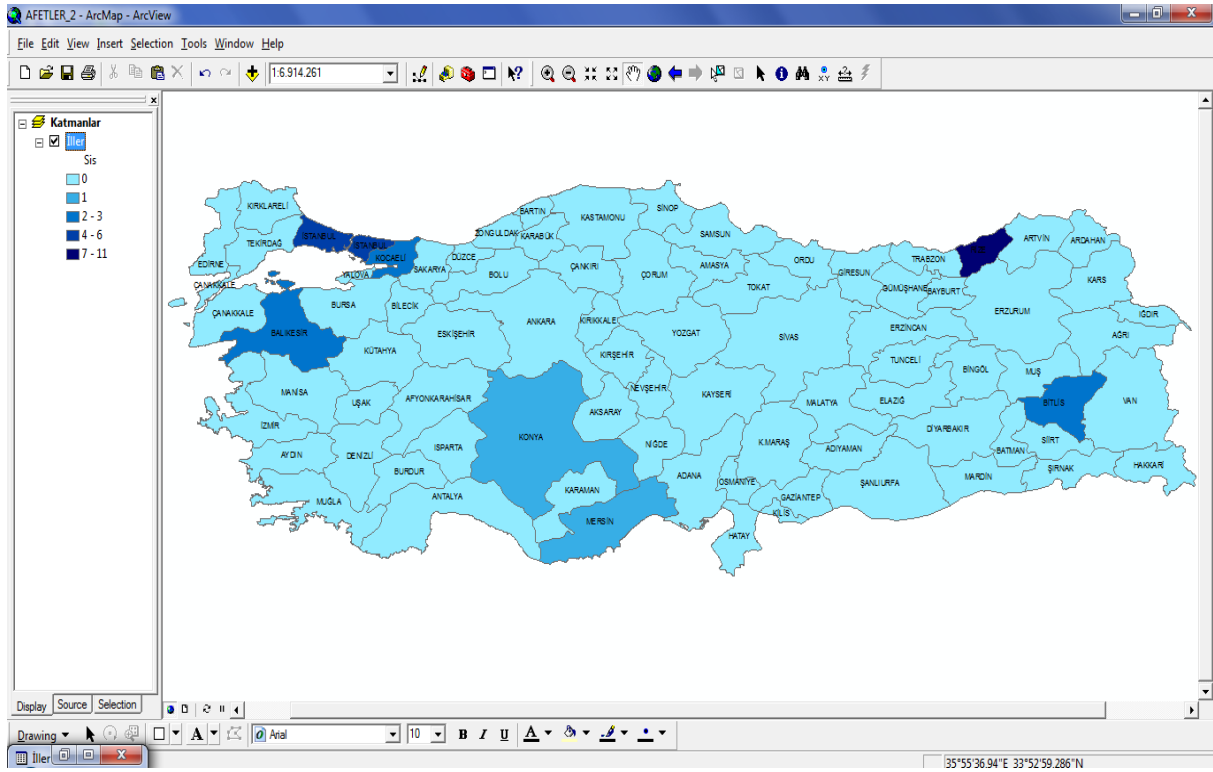 AFETLER_2 - ArcMap - ArcView
File Edit View Insert Selection Tools Window Help
1:6.914.261
Katmanlar
İller
Sis
0
1
2 - 3
4 - 6
7 - 11
KIRKLARELİ
TEKİRDAĞ
EDİRNE
İSTANBUL
İSTANBUL
KOCAELİ
YALOVA
SAKARYA
DÜZCE
ZONGULDAK
BARTIN
KARABÜK
KASTAMONU
SİNOP
SAMSUN
BOLU
ÇANKIRI
ÇORUM
AMASYA
TOKAT
ORDU
GİRESUN
TRABZON
GÜMÜŞHANE
BAYBURT
ARTVİN
ARDAHAN
KARS
IĞDIR
AĞRI
ERZURUM
ERZİNCAN
ÇANAKKALE
ÇANAKKALE
BALIKESİR
BURSA
BİLECİK
ESKİŞEHİR
KÜTAHYA
ANKARA
KIRIKKALE
KIRŞEHİR
YOZGAT
SİVAS
TUNCELİ
BİNGÖL
MUŞ
BİTLİS
VAN
MANİSA
UŞAK
AFYONKARAHİSAR
KONYA
AKSARAY
NEVŞEHİR
KAYSERİ
MALATYA
ELAZIĞ
DİYARBAKIR
BATMAN
SİİRT
ŞIRNAK
HAKKARİ
İZMİR
AYDIN
DENİZLİ
ISPARTA
BURDUR
MUĞLA
ANTALYA
KARAMAN
MERSİN
NİĞDE
ADANA
K.MARAŞ
OSMANİYE
ADIYAMAN
GAZİANTEP
KİLİS
ŞANLIURFA
MARDİN
HATAY
Display Source Selection
Drawing
Arial
10
B I U A
İller
35°55'36,94"E 33°52'59,286"N